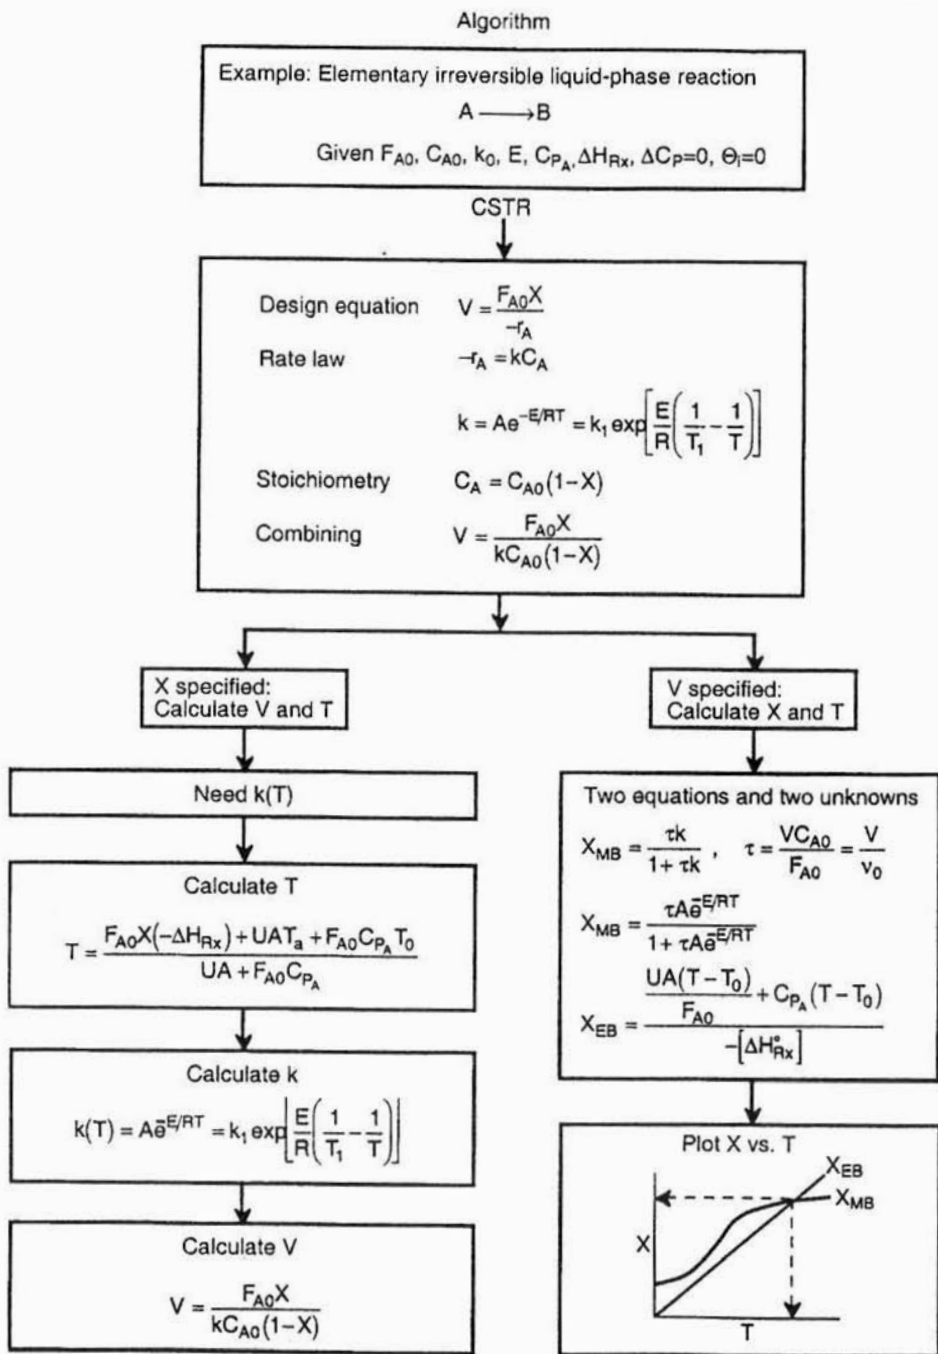 Algorithm
Example: Elementary irreversible liquid-phase reaction
A ⟶ B
Given F_A0, C_A0, k_0, E, C_P_A, ΔH_Rx, ΔC_P=0, Θ_i=0
CSTR
Design equation V = F_A0X / -r_A
Rate law -r_A = kC_A
k = Ae^(-E/RT) = k_1 exp[E/R(1/T_1 - 1/T)]
Stoichiometry C_A = C_A0(1-X)
Combining V = F_A0X / kC_A0(1-X)
X specified:
Calculate V and T
Need k(T)
Calculate T
T = (F_A0X(-ΔH_Rx) + UAT_a + F_A0C_P_A T_0) / (UA + F_A0C_P_A)
Calculate k
k(T) = Ae^(-E/RT) = k_1 exp[E/R(1/T_1 - 1/T)]
Calculate V
V = F_A0X / kC_A0(1-X)
V specified:
Calculate X and T
Two equations and two unknowns
X_MB = τk / (1 + τk) , τ = VC_A0 / F_A0 = V / v_0
X_MB = τAe^(-E/RT) / (1 + τAe^(-E/RT))
X_EB = (UA(T - T_0) / F_A0 + C_P_A (T - T_0)) / -[ΔH°_Rx]
Plot X vs. T
X_EB
X_MB
X
T